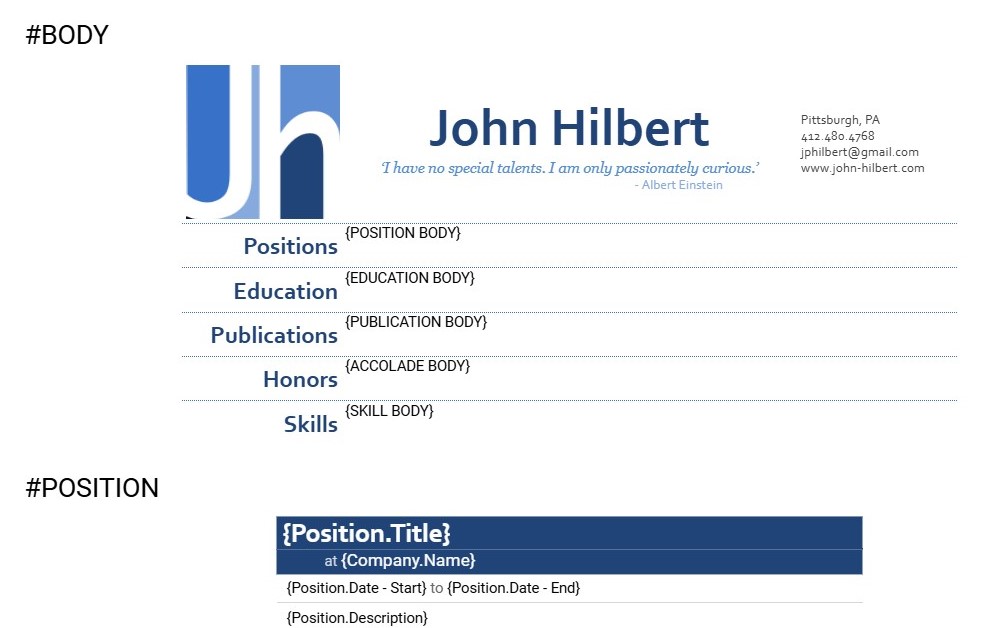 #BODY
Jh
John Hilbert
'I have no special talents. I am only passionately curious.'
- Albert Einstein
Pittsburgh, PA
412.480.4768
jphilbert@gmail.com
www.john-hilbert.com
Positions {POSITION BODY}
Education {EDUCATION BODY}
Publications {PUBLICATION BODY}
Honors {ACCOLADE BODY}
Skills {SKILL BODY}
#POSITION
{Position.Title}
at {Company.Name}
{Position.Date - Start} to {Position.Date - End}
{Position.Description}